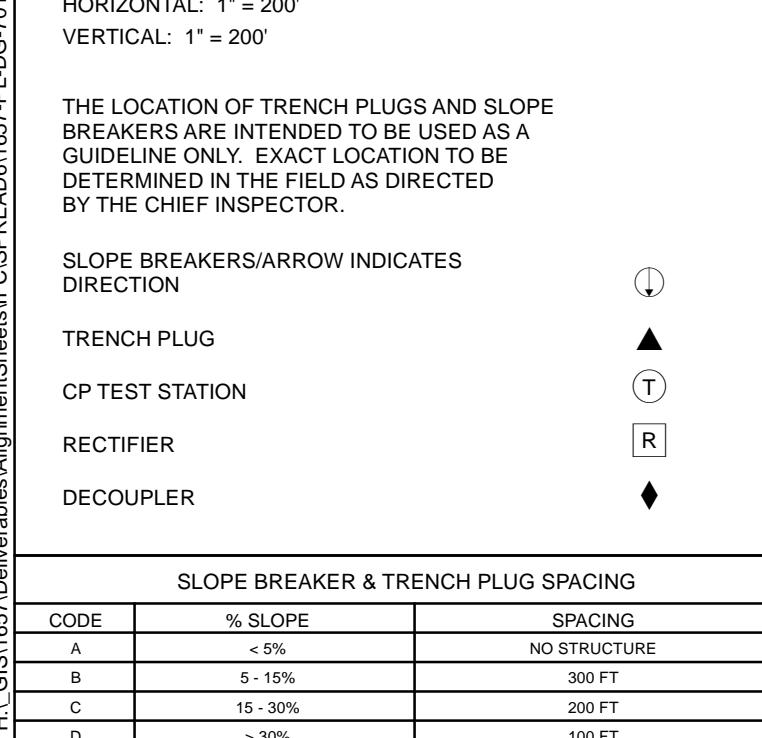 HORIZONTAL: 1" = 200'
VERTICAL: 1" = 200'
THE LOCATION OF TRENCH PLUGS AND SLOPE
BREAKERS ARE INTENDED TO BE USED AS A
GUIDELINE ONLY. EXACT LOCATION TO BE
DETERMINED IN THE FIELD AS DIRECTED
BY THE CHIEF INSPECTOR.
SLOPE BREAKERS/ARROW INDICATES
DIRECTION
TRENCH PLUG
CP TEST STATION T
RECTIFIER R
DECOUPLER
SLOPE BREAKER & TRENCH PLUG SPACING
CODE % SLOPE SPACING
A < 5% NO STRUCTURE
B 5 - 15% 300 FT
C 15 - 30% 200 FT
D > 30% 100 FT